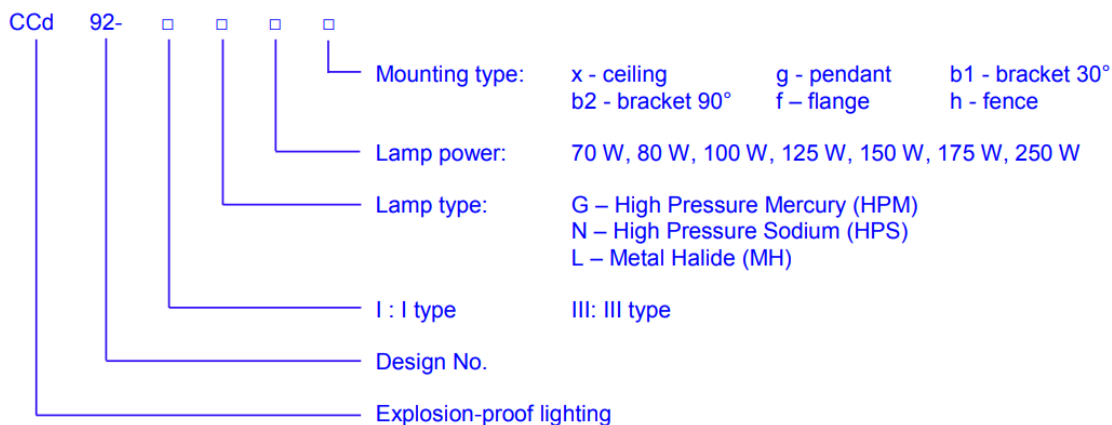 CCd 92- □ □ □ □
Mounting type: x - ceiling g - pendant b1 - bracket 30°
b2 - bracket 90° f – flange h - fence
Lamp power: 70 W, 80 W, 100 W, 125 W, 150 W, 175 W, 250 W
Lamp type: G – High Pressure Mercury (HPM)
N – High Pressure Sodium (HPS)
L – Metal Halide (MH)
I : I type III: III type
Design No.
Explosion-proof lighting